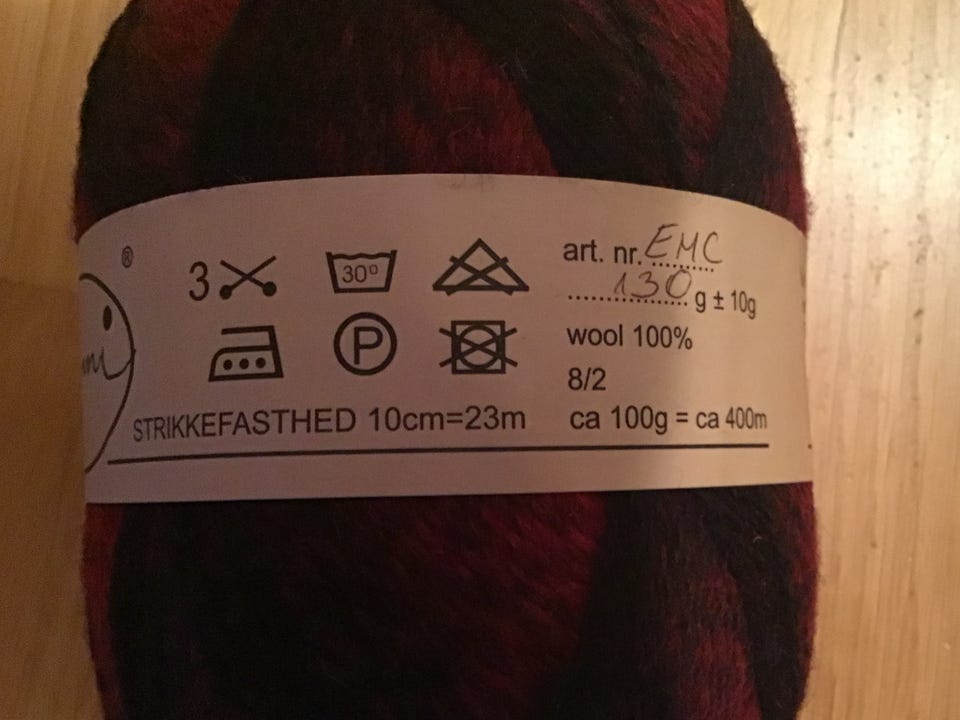 ®
3
30°
P
STRIKKEFASTHED 10cm=23m
art. nr. EMC
130 g ± 10g
wool 100%
8/2
ca 100g = ca 400m